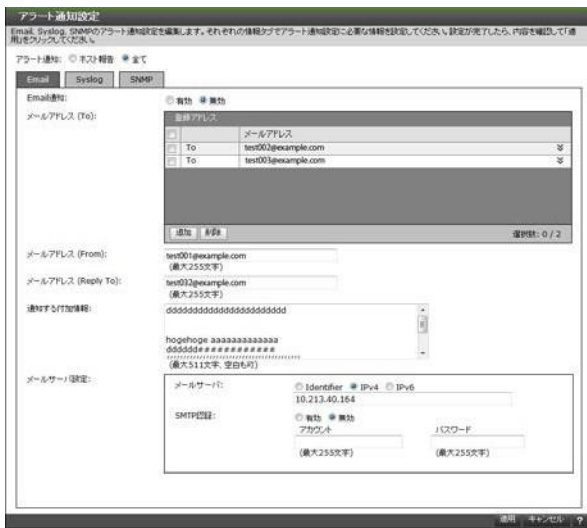 アラート通知設定
Email, Syslog, SNMPのアラート通知設定を編集します。それぞれの情報タブでアラート通知設定に必要な情報を設定してください。設定が完了したら、内容を確認して「適用」をクリックしてください。
アラート通知: ホスト報告 全て
Email Syslog SNMP
Email通知: 有効 無効
メールアドレス (To):
登録アドレス
メールアドレス
To test002@example.com
To test003@example.com
追加 削除 選択数: 0 / 2
メールアドレス (From): test001@example.com
(最大255文字)
メールアドレス (Reply To): test032@example.com
(最大255文字)
通知する付加情報:
hogehoge aaaaaaaaaaaaa
(最大511文字, 空白も可)
メールサーバ設定:
メールサーバ: Identifier IPv4 IPv6
10.213.40.164
SMTP認証: 有効 無効
アカウント パスワード
(最大255文字) (最大255文字)
適用 キャンセル ?